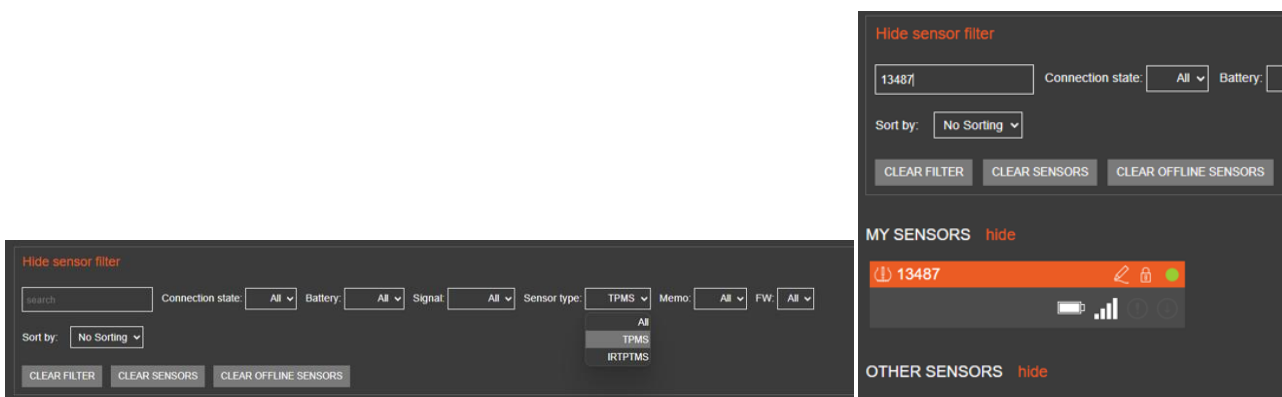 Hide sensor filter
search Connection state: All Battery: All Signal: All Sensor type: TPMS Memo: All FW: All
All
TPMS
IRTPTMS
Sort by: No Sorting
CLEAR FILTER CLEAR SENSORS CLEAR OFFLINE SENSORS
Hide sensor filter
13487 Connection state: All Battery:
Sort by: No Sorting
CLEAR FILTER CLEAR SENSORS CLEAR OFFLINE SENSORS
MY SENSORS hide
13487
OTHER SENSORS hide